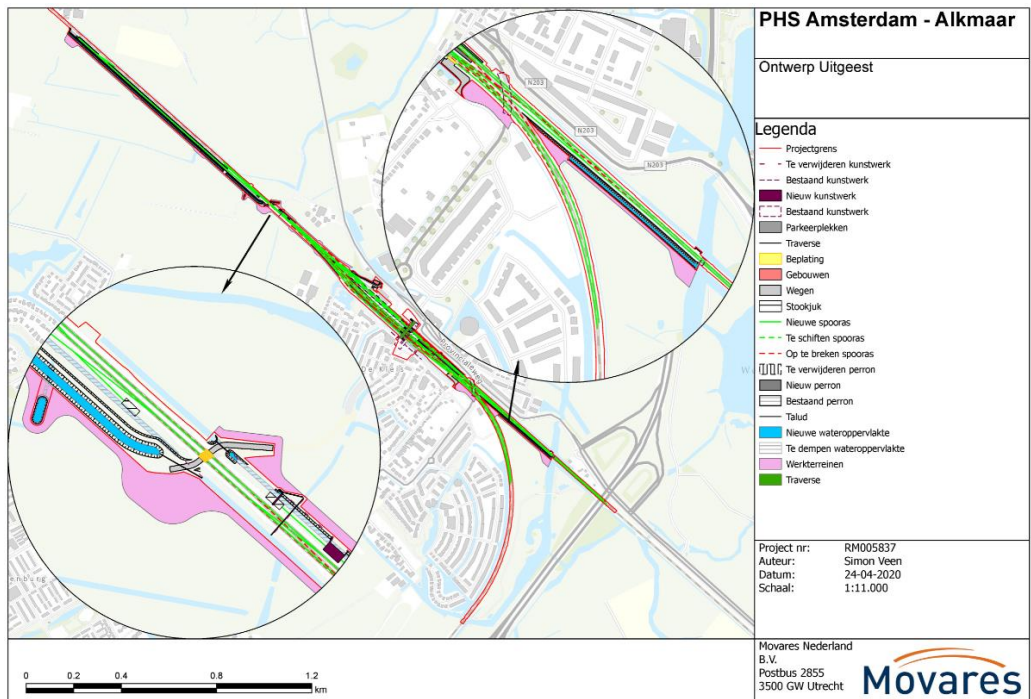 PHS Amsterdam - Alkmaar
Ontwerp Uitgeest
Legenda
Projectgrens
Te verwijderen kunstwerk
Bestaand kunstwerk
Nieuw kunstwerk
Bestaand kunstwerk
Parkeerplekken
Traverse
Beplating
Gebouwen
Wegen
Stookjuk
Nieuwe spooras
Te schiften spooras
Op te breken spooras
Te verwijderen perron
Nieuw perron
Bestaand perron
Talud
Nieuwe wateroppervlakte
Te dempen wateroppervlakte
Werkterreinen
Traverse
Project nr: RM005837
Auteur: Simon Veen
Datum: 24-04-2020
Schaal: 1:11.000
Movares Nederland
B.V.
Postbus 2855
3500 GW Utrecht
Movares
N203
N203
N203
De Kleis
0 0.2 0.4 0.8 1.2
km